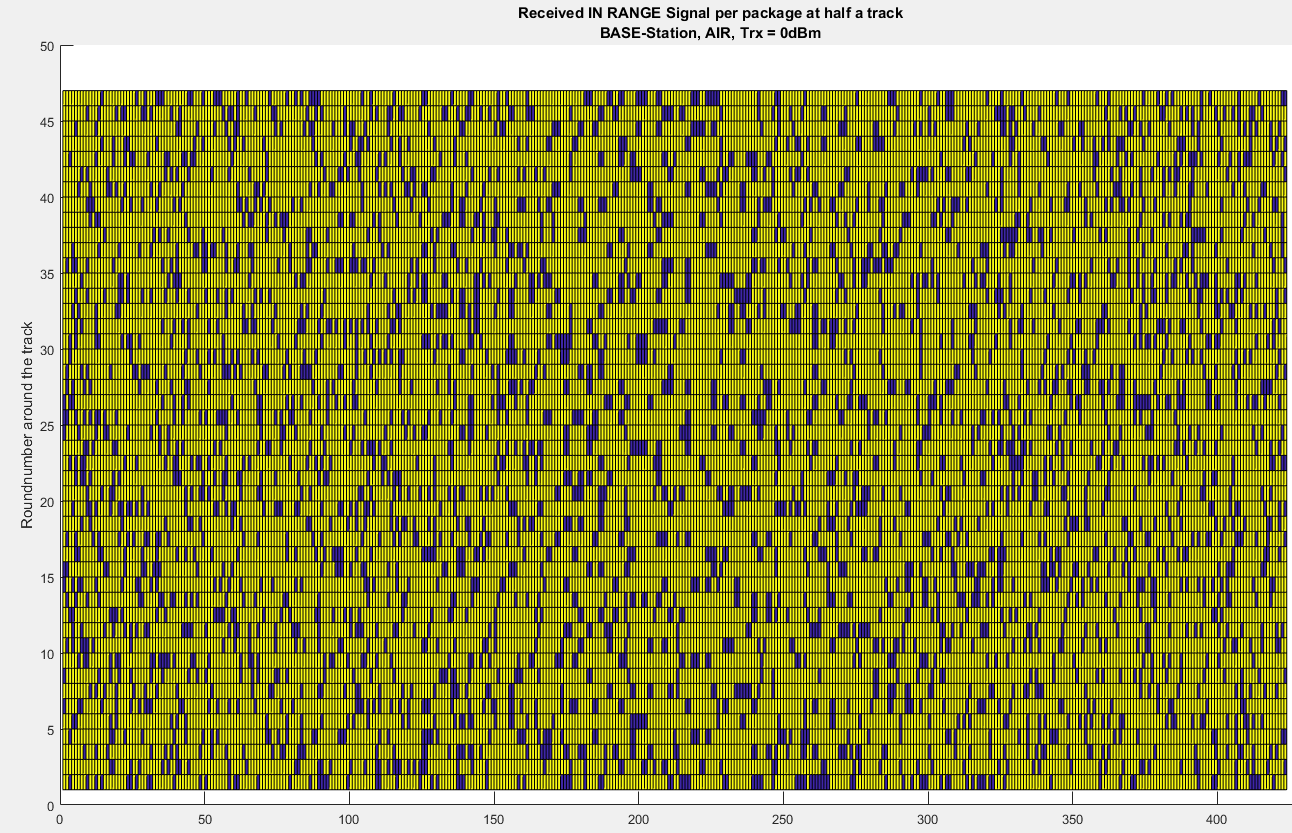 Received IN RANGE Signal per package at half a track
BASE-Station, AIR, Trx = 0dBm
Roundnumber around the track
50
45
40
35
30
25
20
15
10
5
0
0 50 100 150 200 250 300 350 400